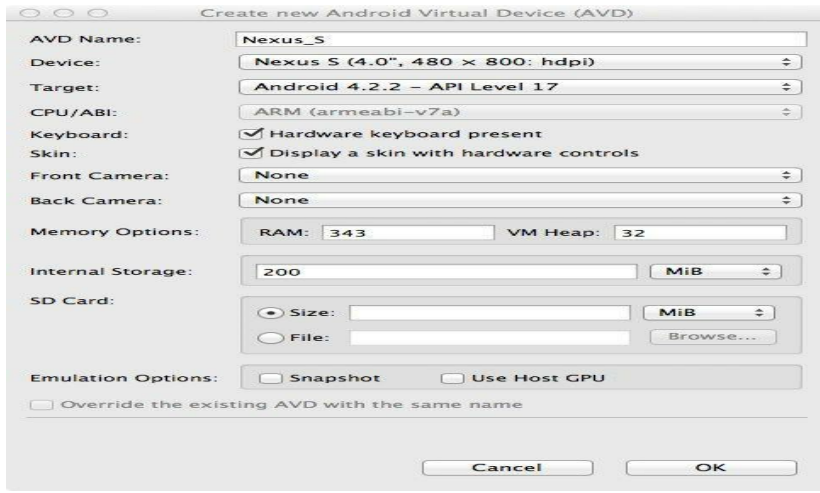 Create new Android Virtual Device (AVD)
AVD Name: Nexus_S
Device: Nexus S (4.0", 480 × 800: hdpi)
Target: Android 4.2.2 – API Level 17
CPU/ABI: ARM (armeabi-v7a)
Keyboard: Hardware keyboard present
Skin: Display a skin with hardware controls
Front Camera: None
Back Camera: None
Memory Options: RAM: 343 VM Heap: 32
Internal Storage: 200 MiB
SD Card:
Size: MiB
File: Browse...
Emulation Options: Snapshot Use Host GPU
Override the existing AVD with the same name
Cancel OK